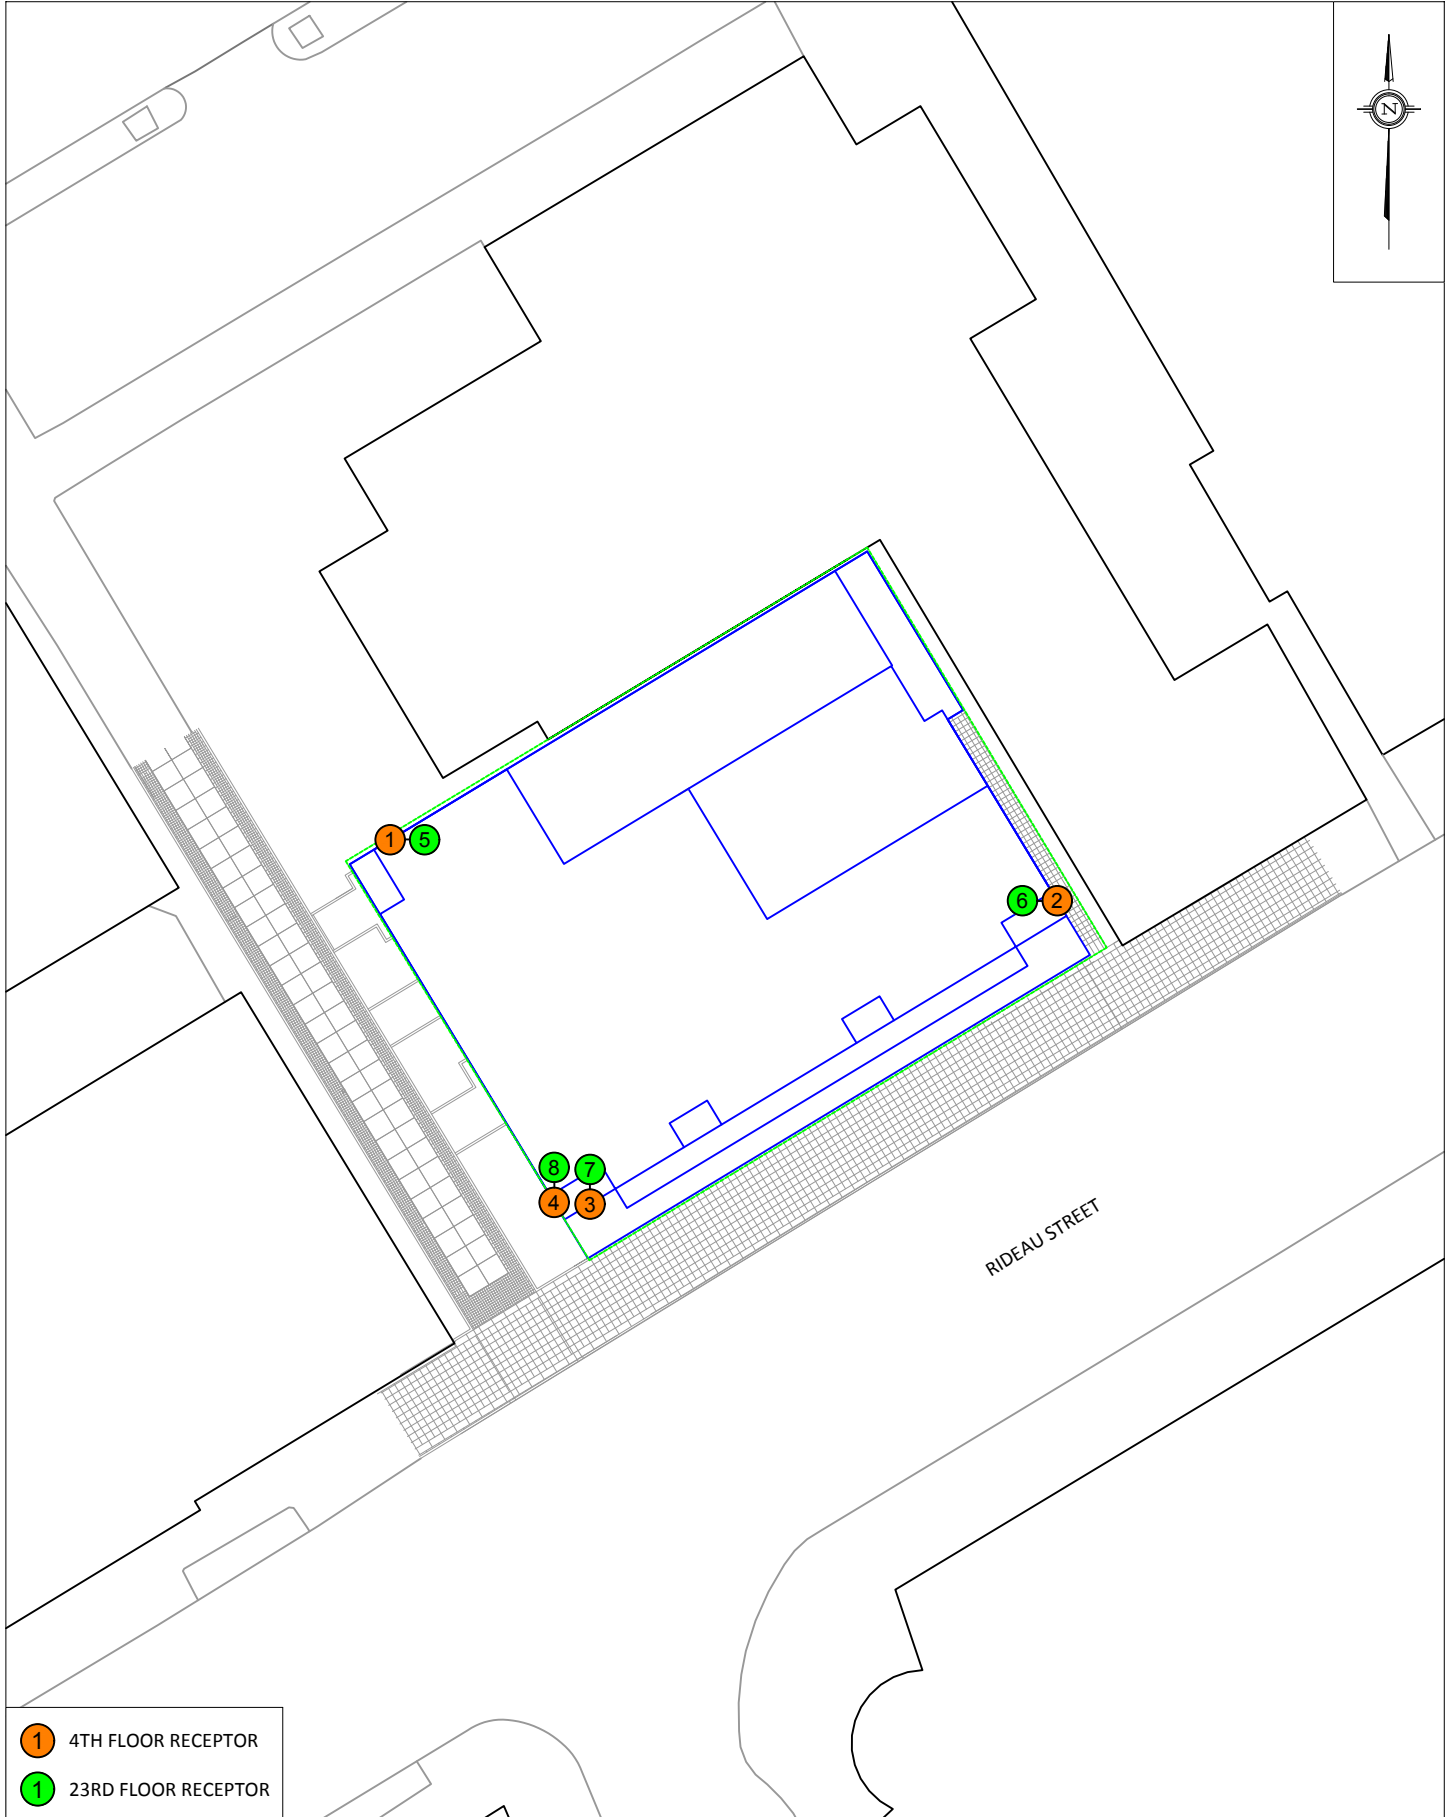 N
1 5
6 2
8 7
4 3
RIDEAU STREET
1 4TH FLOOR RECEPTOR
1 23RD FLOOR RECEPTOR